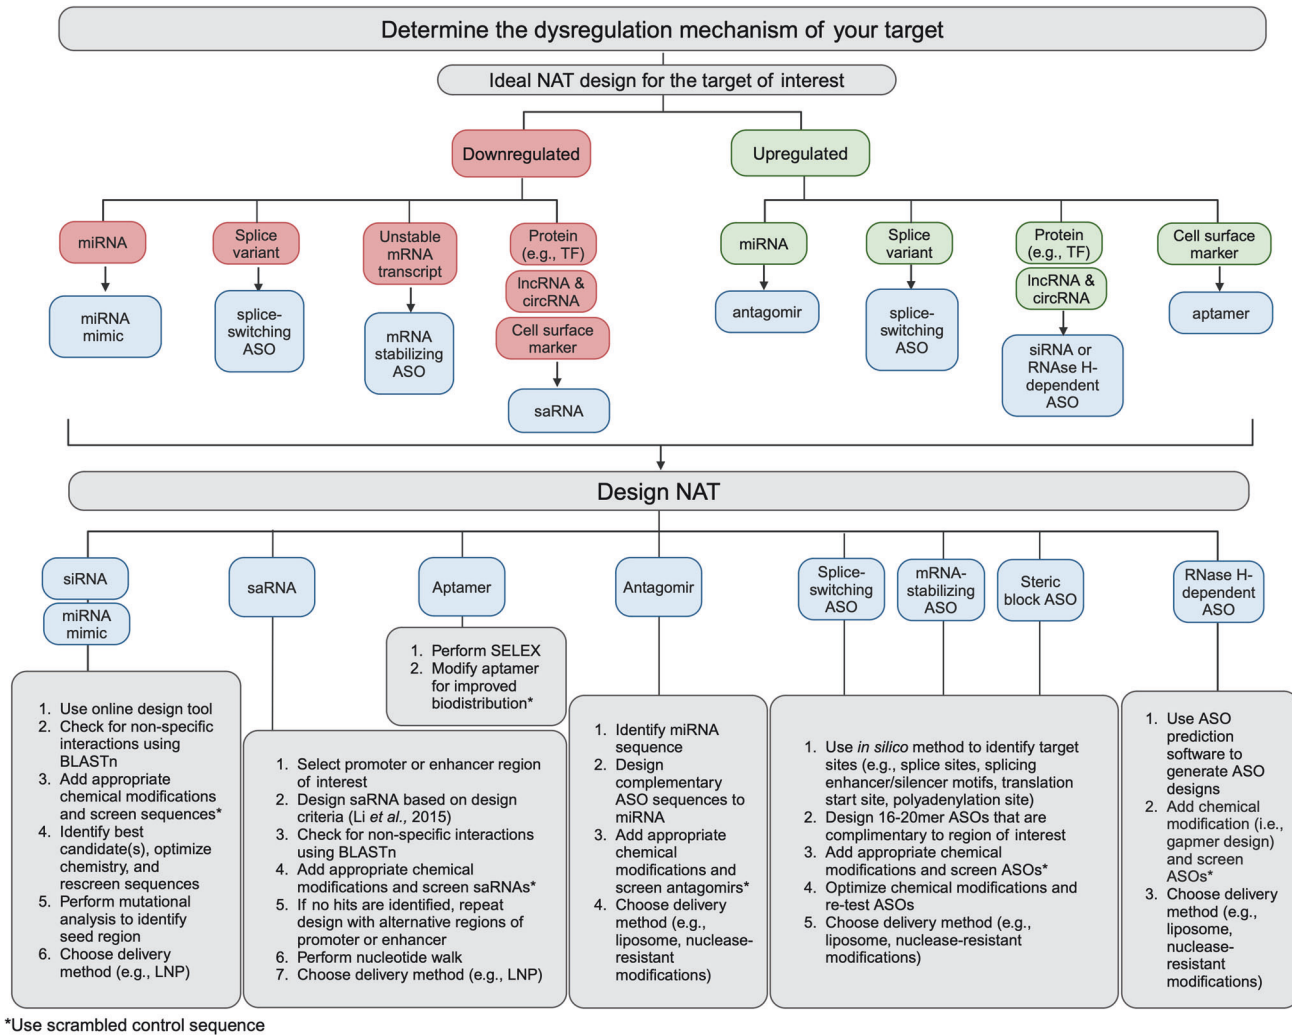 Determine the dysregulation mechanism of your target
Ideal NAT design for the target of interest
Downregulated
Upregulated
miRNA
Splice
variant
Unstable
mRNA
transcript
Protein
(e.g., TF)
lncRNA &
circRNA
Cell surface
marker
miRNA
mimic
splice-
switching
ASO
mRNA
stabilizing
ASO
saRNA
miRNA
Splice
variant
Protein
(e.g., TF)
lncRNA &
circRNA
Cell surface
marker
antagomir
splice-
switching
ASO
siRNA or
RNAse H-
dependent
ASO
aptamer
Design NAT
siRNA
miRNA
mimic
saRNA
Aptamer
Antagomir
Splice-
switching
ASO
mRNA-
stabilizing
ASO
Steric
block ASO
RNase H-
dependent
ASO
1. Use online design tool
2. Check for non-specific
interactions using
BLASTn
3. Add appropriate
chemical modifications
and screen sequences*
4. Identify best
candidate(s), optimize
chemistry, and
rescreen sequences
5. Perform mutational
analysis to identify
seed region
6. Choose delivery
method (e.g., LNP)
1. Select promoter or enhancer region
of interest
2. Design saRNA based on design
criteria (Li et al., 2015)
3. Check for non-specific interactions
using BLASTn
4. Add appropriate chemical
modifications and screen saRNAs*
5. If no hits are identified, repeat
design with alternative regions of
promoter or enhancer
6. Perform nucleotide walk
7. Choose delivery method (e.g., LNP)
1. Perform SELEX
2. Modify aptamer
for improved
biodistribution*
1. Identify miRNA
sequence
2. Design
complementary
ASO sequences to
miRNA
3. Add appropriate
chemical
modifications and
screen antagomirs*
4. Choose delivery
method (e.g.,
liposome, nuclease-
resistant
modifications)
1. Use in silico method to identify target
sites (e.g., splice sites, splicing
enhancer/silencer motifs, translation
start site, polyadenylation site)
2. Design 16-20mer ASOs that are
complimentary to region of interest
3. Add appropriate chemical
modifications and screen ASOs*
4. Optimize chemical modifications and
re-test ASOs
5. Choose delivery method (e.g.,
liposome, nuclease-resistant
modifications)
1. Use ASO
prediction
software to
generate ASO
designs
2. Add chemical
modification (i.e.,
gapmer design)
and screen
ASOs*
3. Choose delivery
method (e.g.,
liposome,
nuclease-
resistant
modifications)
*Use scrambled control sequence